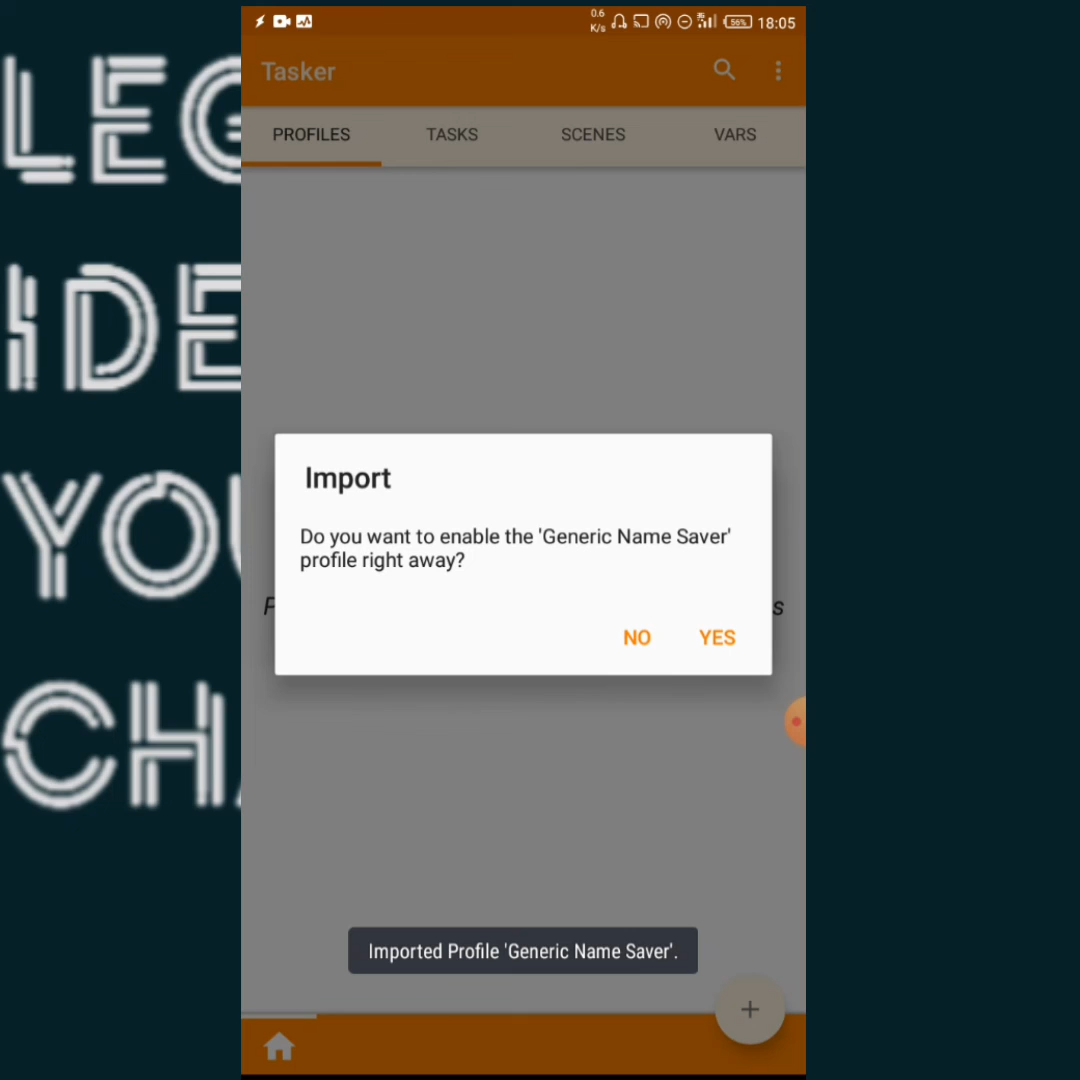 0.6
K/s
56%
18:05
Tasker
PROFILES
TASKS
SCENES
VARS
LEG
IDE
YOU
CHA
Import
Do you want to enable the 'Generic Name Saver'
profile right away?
P
s
NO
YES
Imported Profile 'Generic Name Saver'.
+